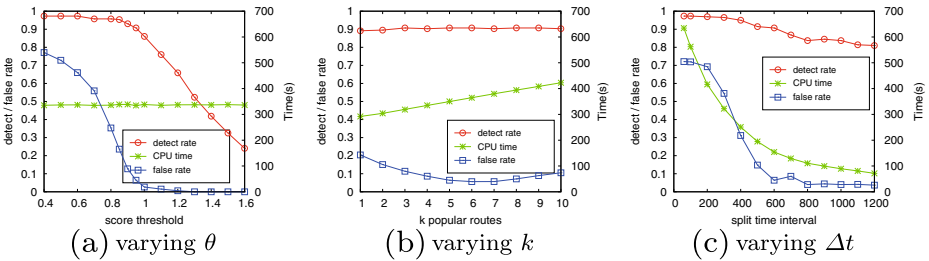 detect / false rate
1
0.9
0.8
0.7
0.6
0.5
0.4
0.3
0.2
0.1
0
0.4 0.6 0.8 1 1.2 1.4 1.6
700
600
500
400
300
200
100
0
Time(s)
detect rate
CPU time
false rate
score threshold
(a) varying θ
detect / false rate
1
0.9
0.8
0.7
0.6
0.5
0.4
0.3
0.2
0.1
0
1 2 3 4 5 6 7 8 9 10
700
600
500
400
300
200
100
0
Time(s)
detect rate
CPU time
false rate
k popular routes
(b) varying k
detect / false rate
1
0.9
0.8
0.7
0.6
0.5
0.4
0.3
0.2
0.1
0
0 200 400 600 800 1000 1200
700
600
500
400
300
200
100
0
Time(s)
detect rate
CPU time
false rate
split time interval
(c) varying Δt